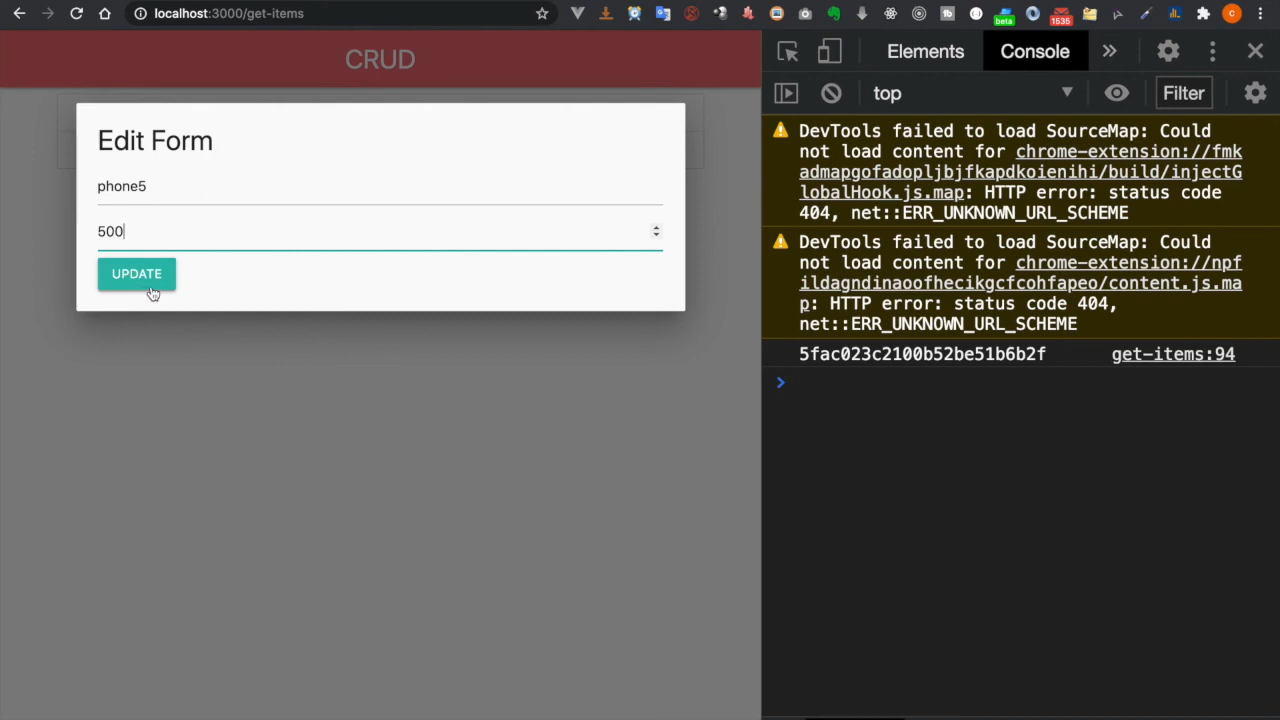 localhost:3000/get-items
beta
1535
C
CRUD
Edit Form
phone5
500
UPDATE
Elements
Console
top
Filter
DevTools failed to load SourceMap: Could
not load content for chrome-extension://fmk
admapgofadopljbjfkapdkoienihi/build/injectG
lobalHook.js.map: HTTP error: status code
404, net::ERR_UNKNOWN_URL_SCHEME
DevTools failed to load SourceMap: Could
not load content for chrome-extension://npf
ildagndinaoofhecikgcfcohfapeo/content.js.ma
p: HTTP error: status code 404,
net::ERR_UNKNOWN_URL_SCHEME
5fac023c2100b52be51b6b2f get-items:94